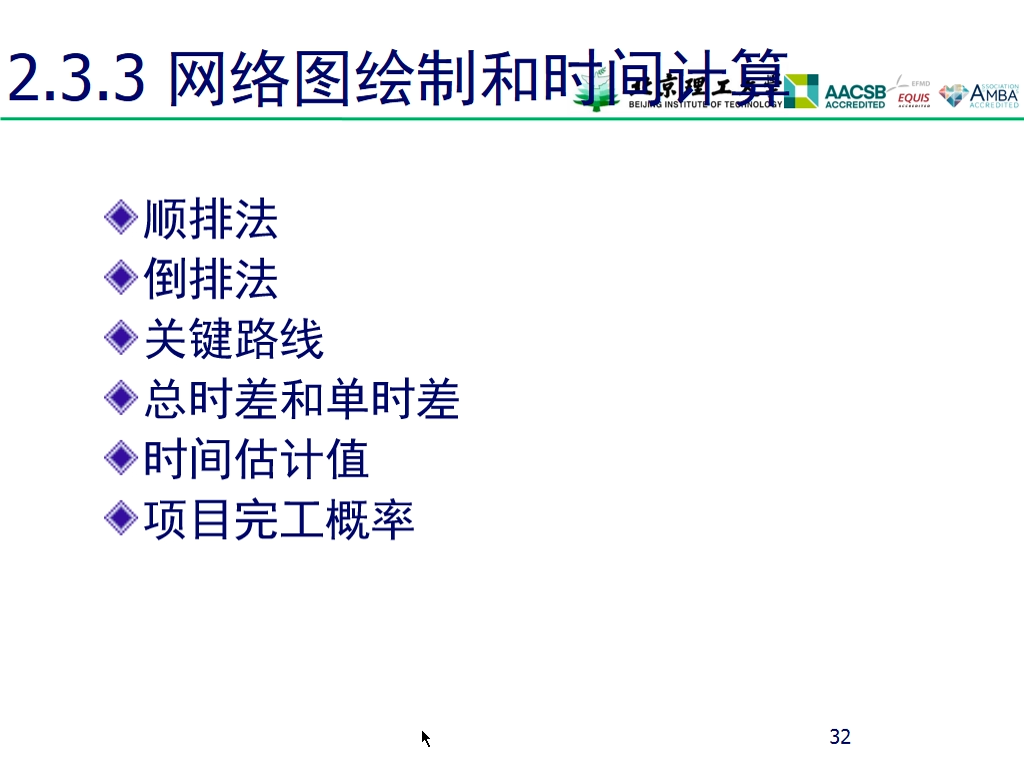 2.3.3 网络图绘制和时间计算
北京理工大学
BEIJING INSTITUTE OF TECHNOLOGY
AACSB
ACCREDITED
EFMD
EQUIS
ACCREDITED
ASSOCIATION
AMBA
ACCREDITED
顺排法
倒排法
关键路线
总时差和单时差
时间估计值
项目完工概率
32